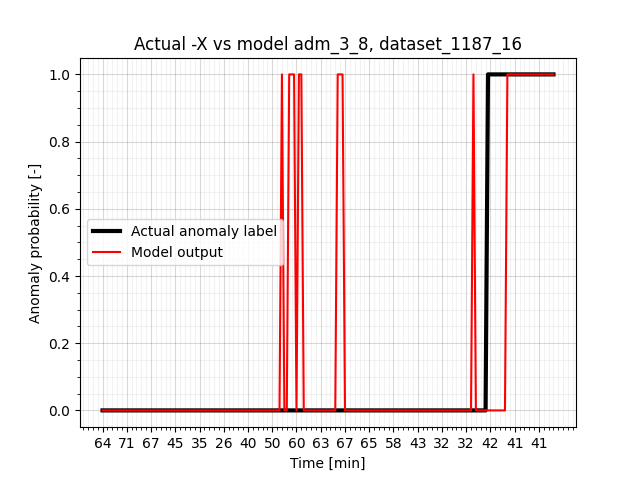 Actual -X vs model adm_3_8, dataset_1187_16
Anomaly probability [-]
1.0
0.8
0.6
0.4
0.2
0.0
Actual anomaly label
Model output
64 71 67 45 35 26 40 50 60 63 67 65 58 43 32 32 42 41 41
Time [min]